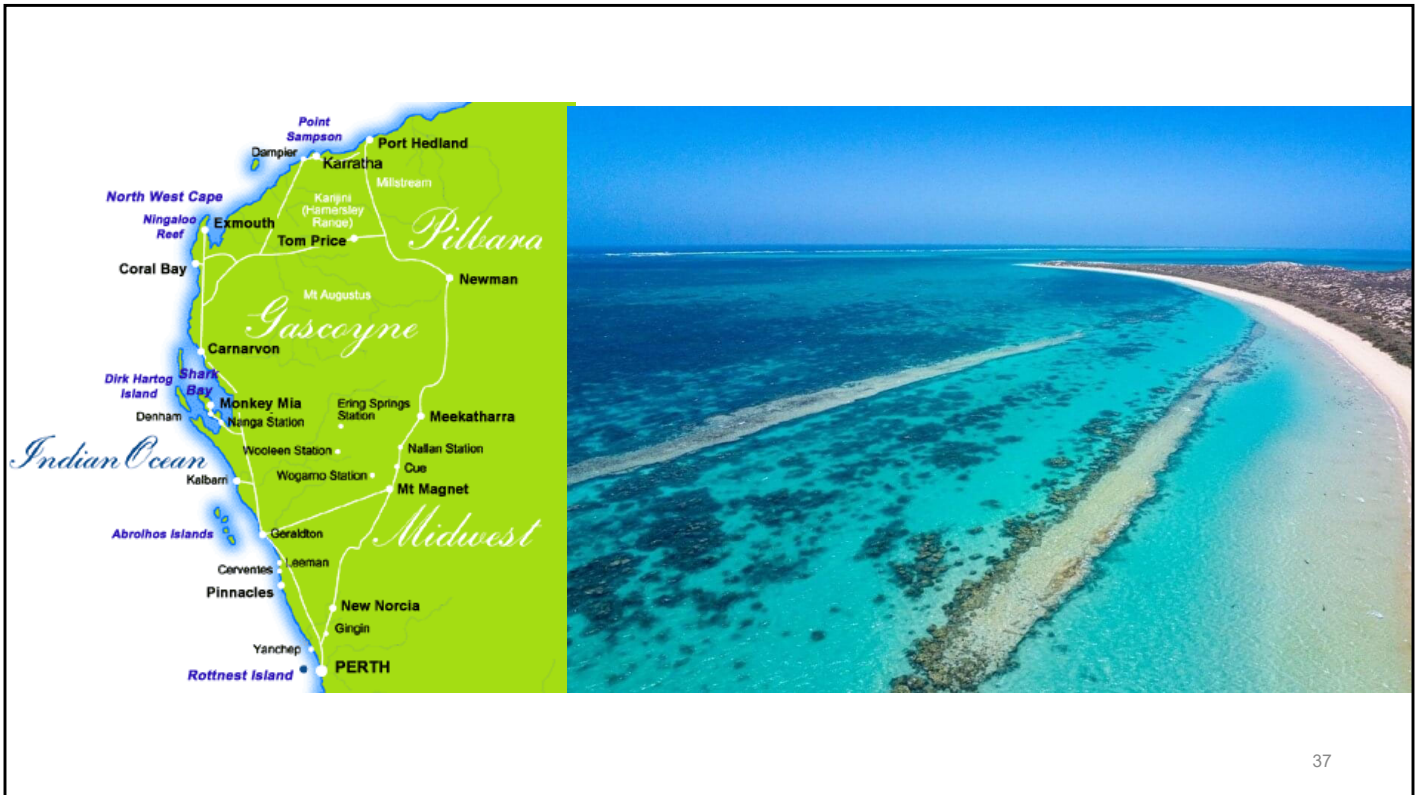 Point
Sampson
Port Hedland
Dampier
Karratha
Millstream
North West Cape
Karijini
(Hamersley
Range)
Ningaloo
Reef
Exmouth
Pilbara
Tom Price
Coral Bay
Newman
Mt Augustus
Gascoyne
Carnarvon
Dirk Hartog
Island
Shark
Bay
Monkey Mia
Ering Springs
Station
Denham
Nanga Station
Meekatharra
Indian Ocean
Wooleen Station
Nallan Station
Cue
Wogarno Station
Kalbarri
Mt Magnet
Abrolhos Islands
Geraldton
Midwest
Leeman
Cerventes
Pinnacles
New Norcia
Gingin
Yanchep
Rottnest Island
PERTH
37